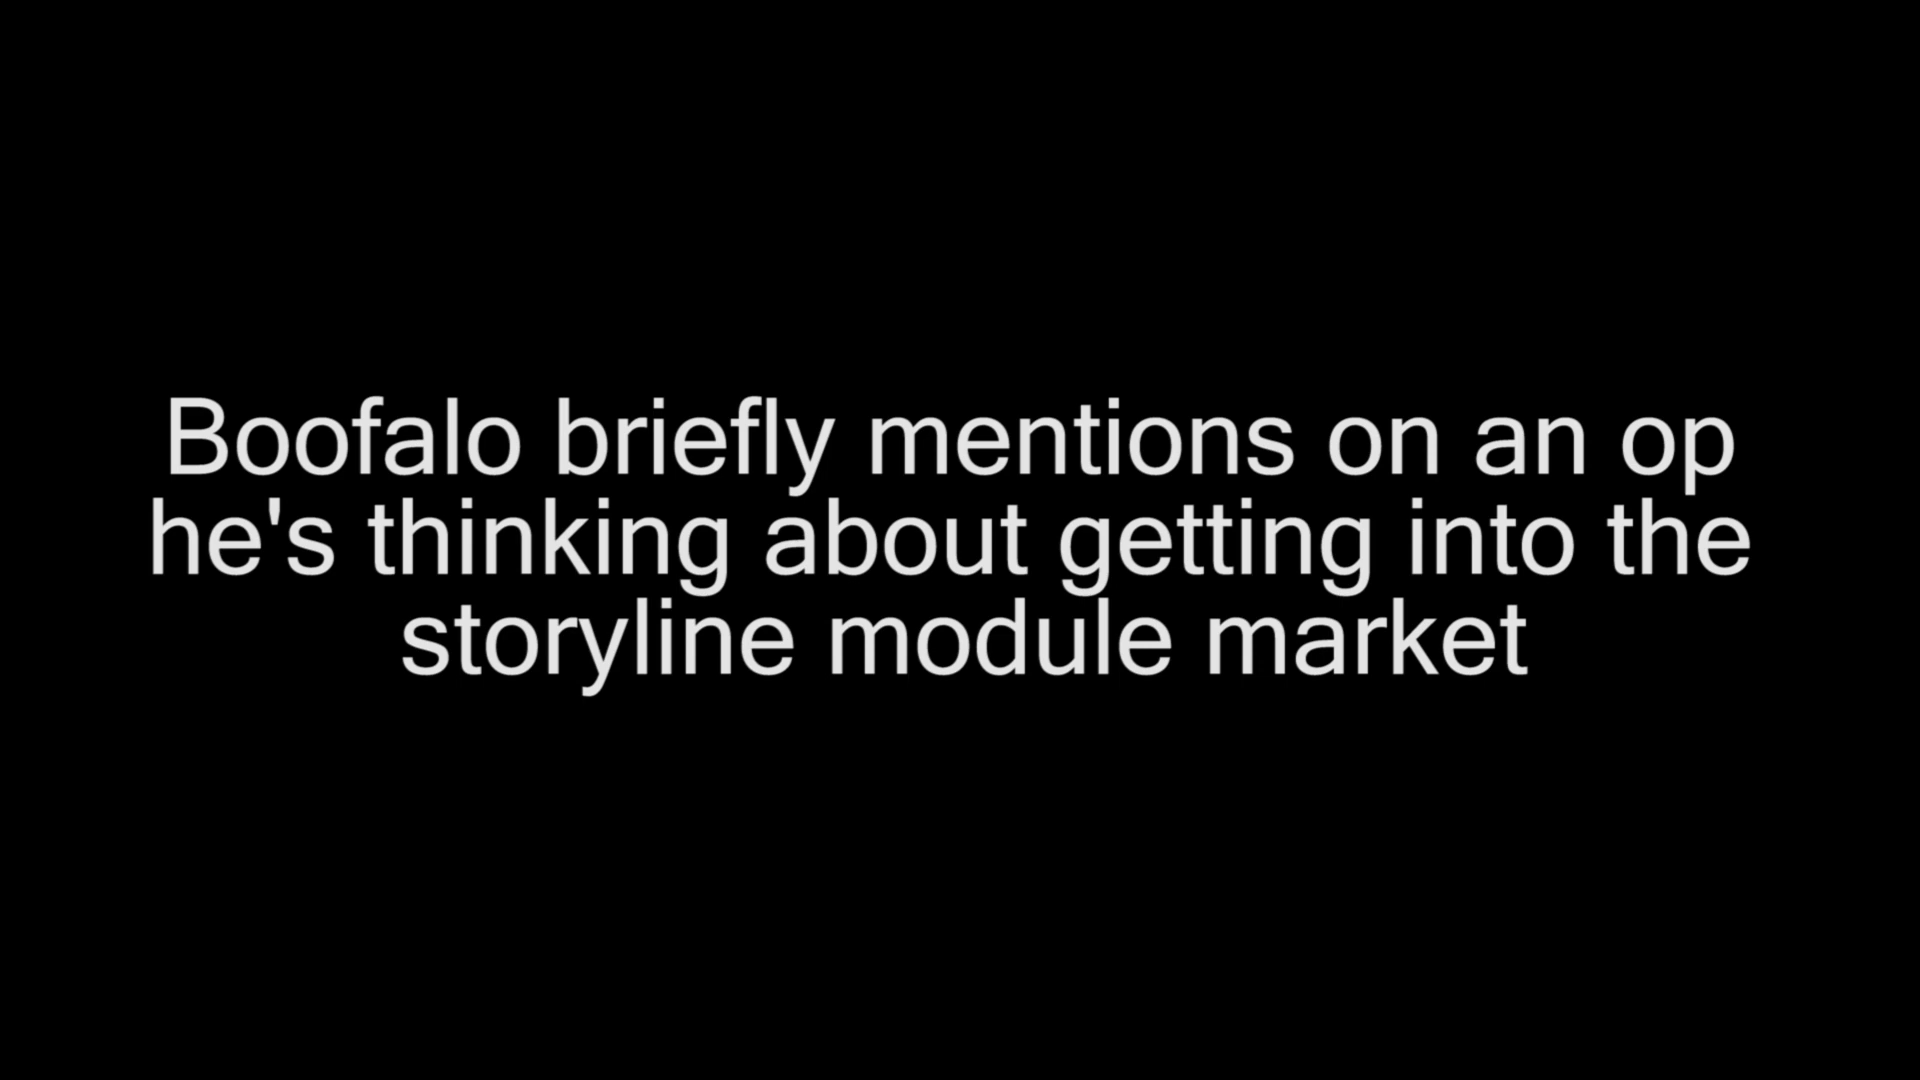 Boofalo briefly mentions on an op
he's thinking about getting into the
storyline module market